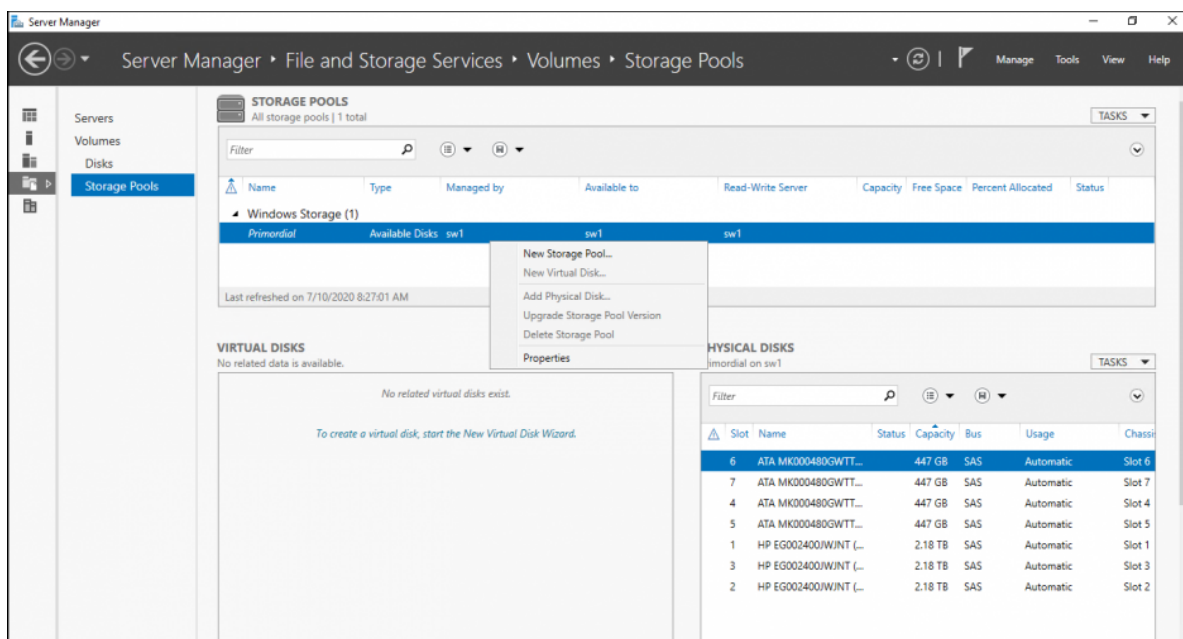 Server Manager
Server Manager ‣ File and Storage Services ‣ Volumes ‣ Storage Pools
Manage Tools View Help
Servers
Volumes
Disks
Storage Pools
STORAGE POOLS
All storage pools | 1 total
TASKS
Filter
Name Type Managed by Available to Read-Write Server Capacity Free Space Percent Allocated Status
Windows Storage (1)
Primordial Available Disks sw1 sw1 sw1
New Storage Pool...
New Virtual Disk...
Add Physical Disk...
Upgrade Storage Pool Version
Delete Storage Pool
Properties
Last refreshed on 7/10/2020 8:27:01 AM
VIRTUAL DISKS
No related data is available.
No related virtual disks exist.
To create a virtual disk, start the New Virtual Disk Wizard.
HYSICAL DISKS
imordial on sw1
TASKS
Filter
Slot Name Status Capacity Bus Usage Chassi
6 ATA MK000480GWTT... 447 GB SAS Automatic Slot 6
7 ATA MK000480GWTT... 447 GB SAS Automatic Slot 7
4 ATA MK000480GWTT... 447 GB SAS Automatic Slot 4
5 ATA MK000480GWTT... 447 GB SAS Automatic Slot 5
1 HP EG002400JWJNT (... 2.18 TB SAS Automatic Slot 1
3 HP EG002400JWJNT (... 2.18 TB SAS Automatic Slot 3
2 HP EG002400JWJNT (... 2.18 TB SAS Automatic Slot 2